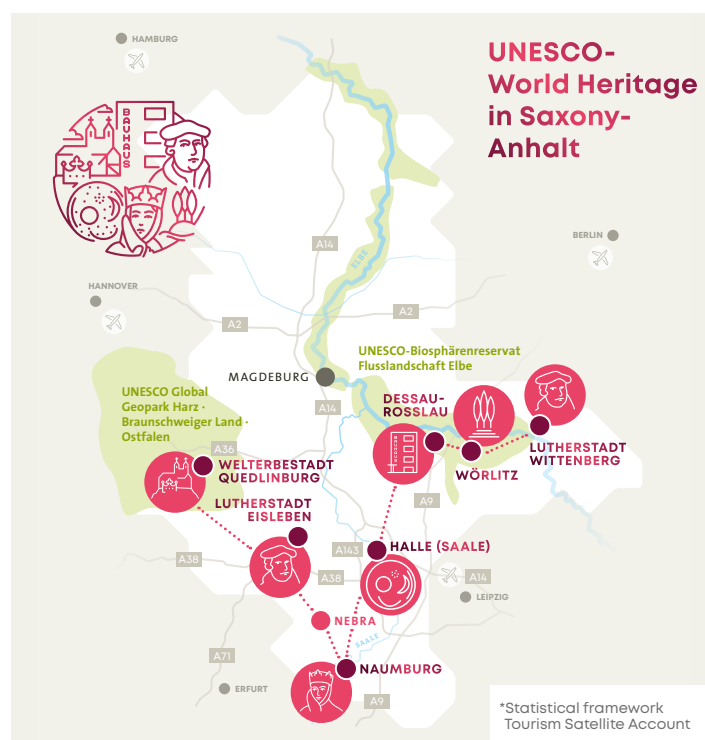 HAMBURG
UNESCO-
World Heritage
in Saxony-
Anhalt
BAUHAUS
BERLIN
A14
ELBE
HANNOVER
A2
A2
UNESCO-Biosphärenreservat
Flusslandschaft Elbe
MAGDEBURG
UNESCO Global
Geopark Harz ·
Braunschweiger Land ·
Ostfalen
A14
DESSAU-
ROSSLAU
A36
WELTERBESTADT
QUEDLINBURG
LUTHERSTADT
WITTENBERG
WÖRLITZ
LUTHERSTADT
EISLEBEN
A9
A143
HALLE (SAALE)
A38
A38
A14
LEIPZIG
NEBRA
SAALE
A71
NAUMBURG
ERFURT
A9
*Statistical framework
Tourism Satellite Account